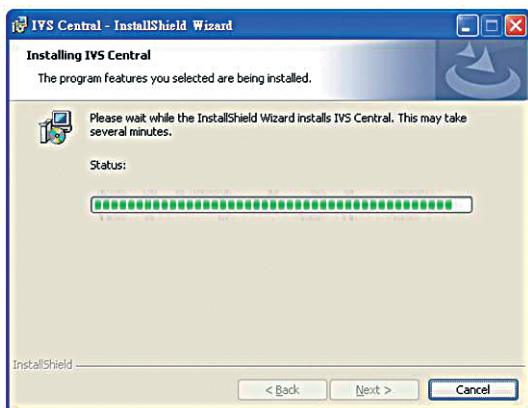 IVS Central - InstallShield Wizard
Installing IVS Central
The program features you selected are being installed.
Please wait while the InstallShield Wizard installs IVS Central. This may take
several minutes.
Status:
InstallShield
< Back
Next >
Cancel